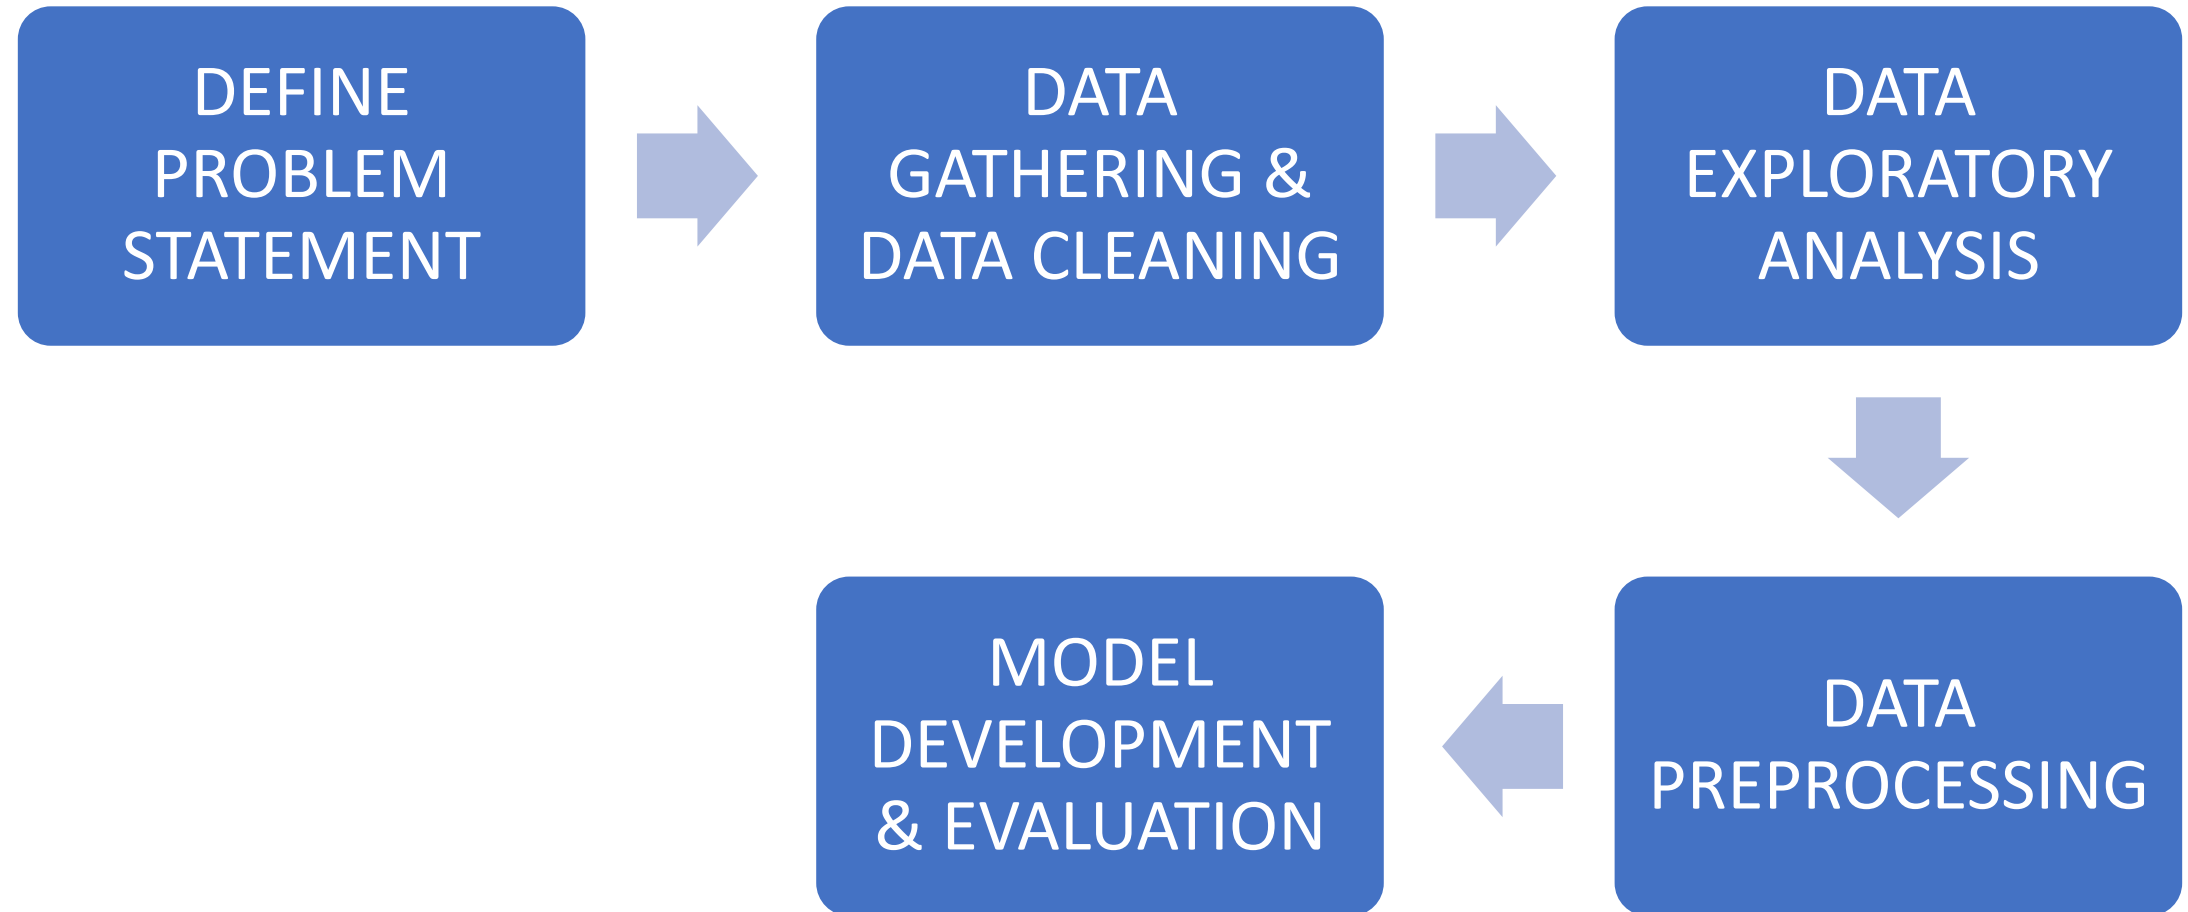 DEFINE
PROBLEM
STATEMENT
DATA
GATHERING &
DATA CLEANING
DATA
EXPLORATORY
ANALYSIS
DATA
PREPROCESSING
MODEL
DEVELOPMENT
& EVALUATION